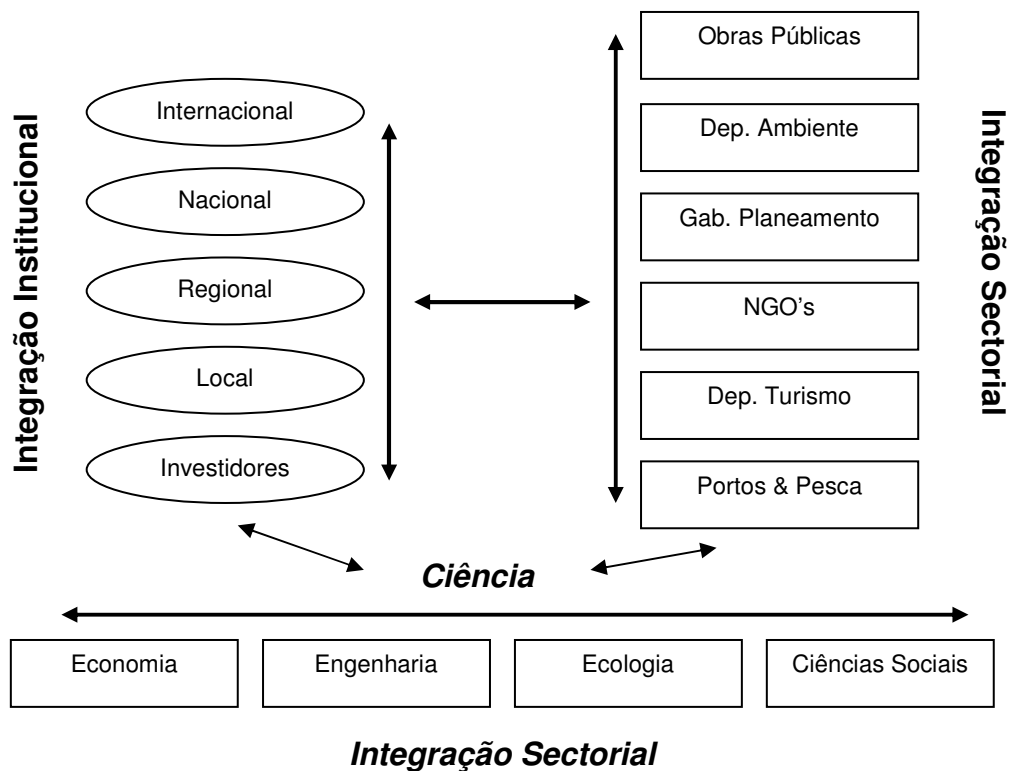 Integração Institucional
Internacional
Nacional
Regional
Local
Investidores
Obras Públicas
Dep. Ambiente
Gab. Planeamento
NGO's
Dep. Turismo
Portos & Pesca
Integração Sectorial
Ciência
Economia
Engenharia
Ecologia
Ciências Sociais
Integração Sectorial